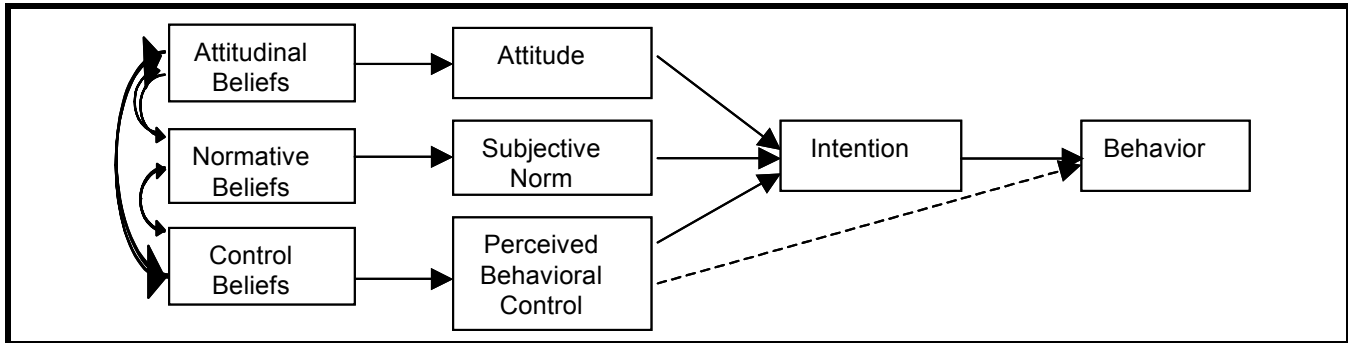 Attitudinal
Beliefs
Attitude
Normative
Beliefs
Subjective
Norm
Intention
Behavior
Control
Beliefs
Perceived
Behavioral
Control